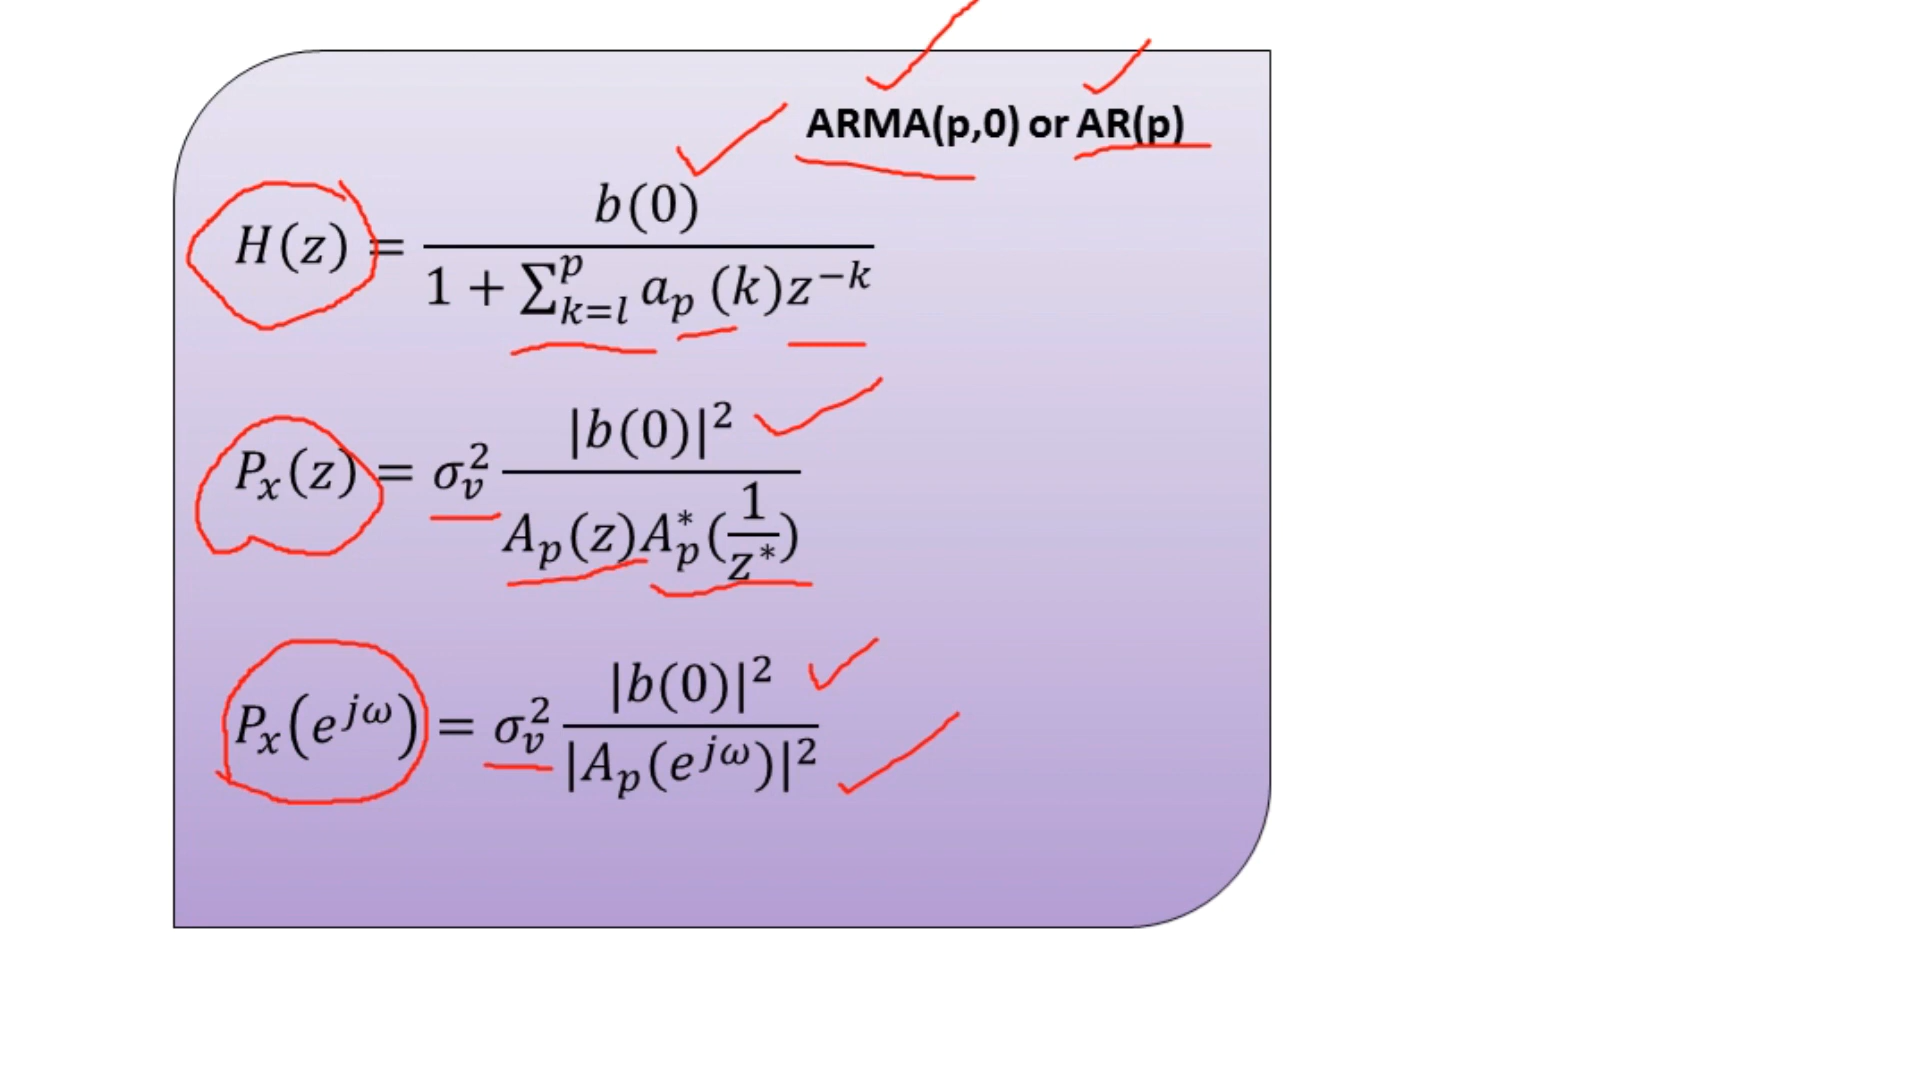 ARMA(p,0) or AR(p)
H(z) = b(0) / (1 + ∑_{k=l}^{p} a_p (k)z^{−k})
P_x(z) = σ_v^2 |b(0)|^2 / (A_p(z)A_p^*(1/z^*))
P_x(e^{jω}) = σ_v^2 |b(0)|^2 / |A_p(e^{jω})|^2